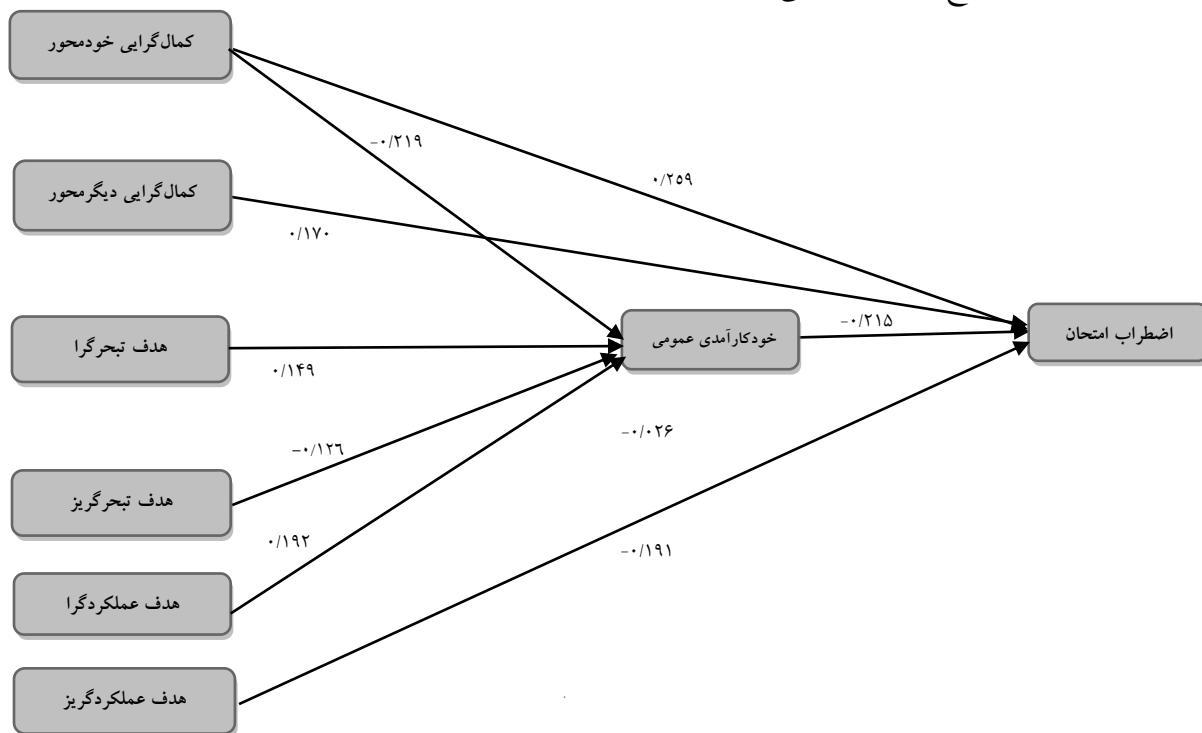 کمال‌گرایی خودمحور
-۰/۲۱۹
۰/۲۵۹
کمال‌گرایی دیگرمحور
۰/۱۷۰
هدف تبحرگرا
۰/۱۴۹
خودکارآمدی عمومی
-۰/۲۱۵
اضطراب امتحان
-۰/۱۲۶
-۰/۰۲۶
هدف تبحرگریز
۰/۱۹۲
-۰/۱۹۱
هدف عملکردگرا
هدف عملکردگریز